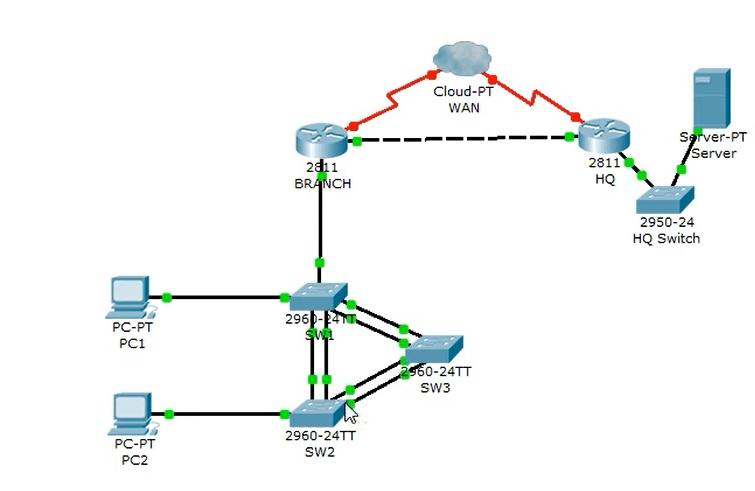 Cloud-PT
WAN
Server-PT
Server
2811
BRANCH
2811
HQ
2950-24
HQ Switch
PC-PT
PC1
2960-24TT
SW1
2960-24TT
SW3
PC-PT
PC2
2960-24TT
SW2